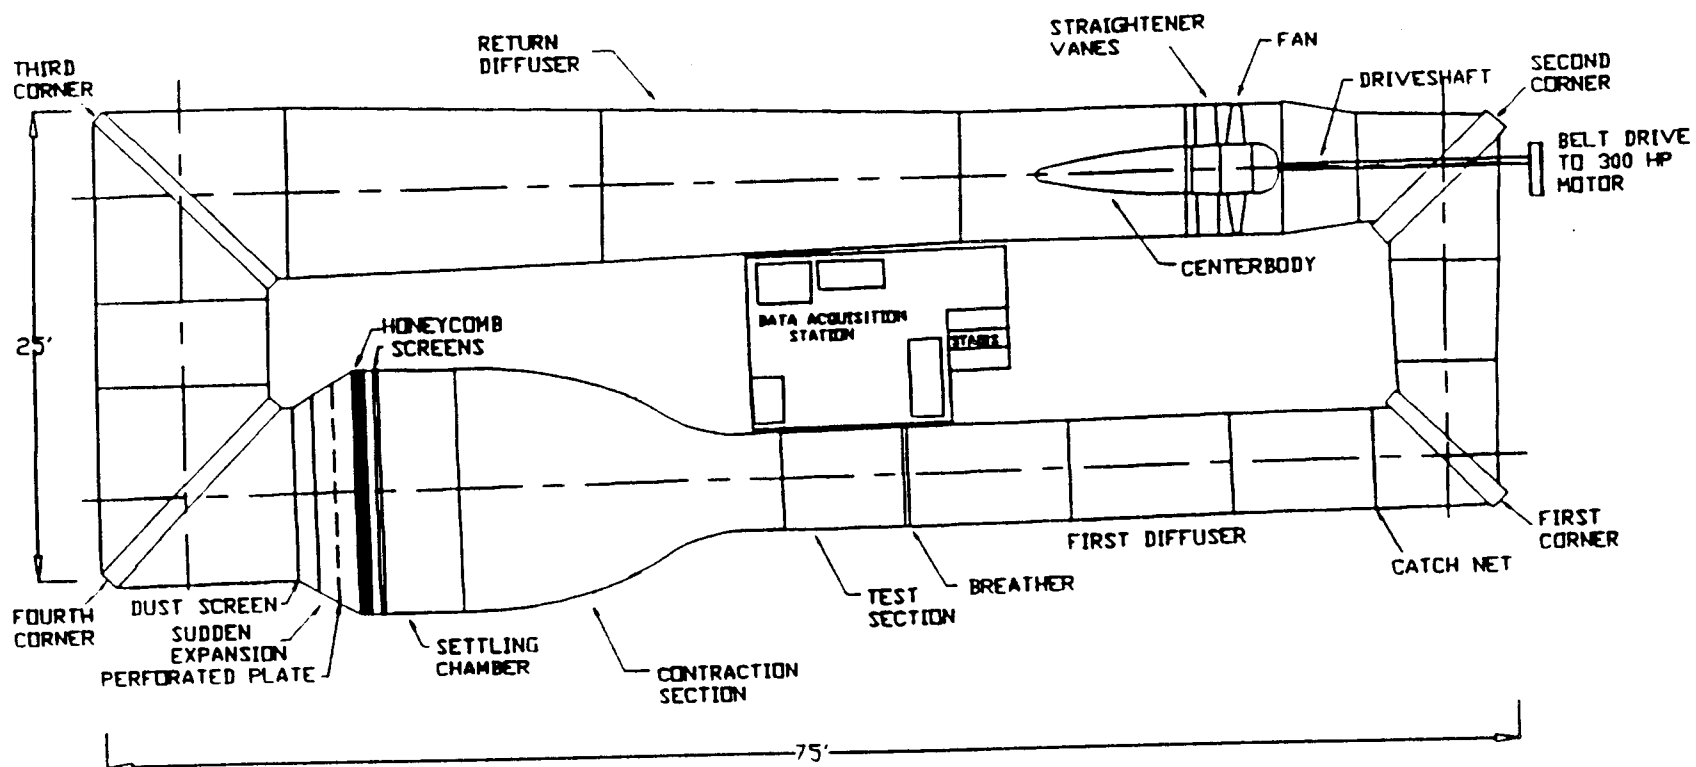 STRAIGHTENER
VANES
FAN
RETURN
DIFFUSER
THIRD
CORNER
DRIVESHAFT
SECOND
CORNER
BELT DRIVE
TO 300 HP
MOTOR
CENTERBODY
HONEYCOMB
SCREENS
DATA ACQUISITION
STATION
STAIRS
25'
FIRST DIFFUSER
FIRST
CORNER
CATCH NET
BREATHER
TEST
SECTION
DUST SCREEN
FOURTH
CORNER
SUDDEN
EXPANSION
PERFORATED PLATE
SETTLING
CHAMBER
CONTRACTION
SECTION
75'